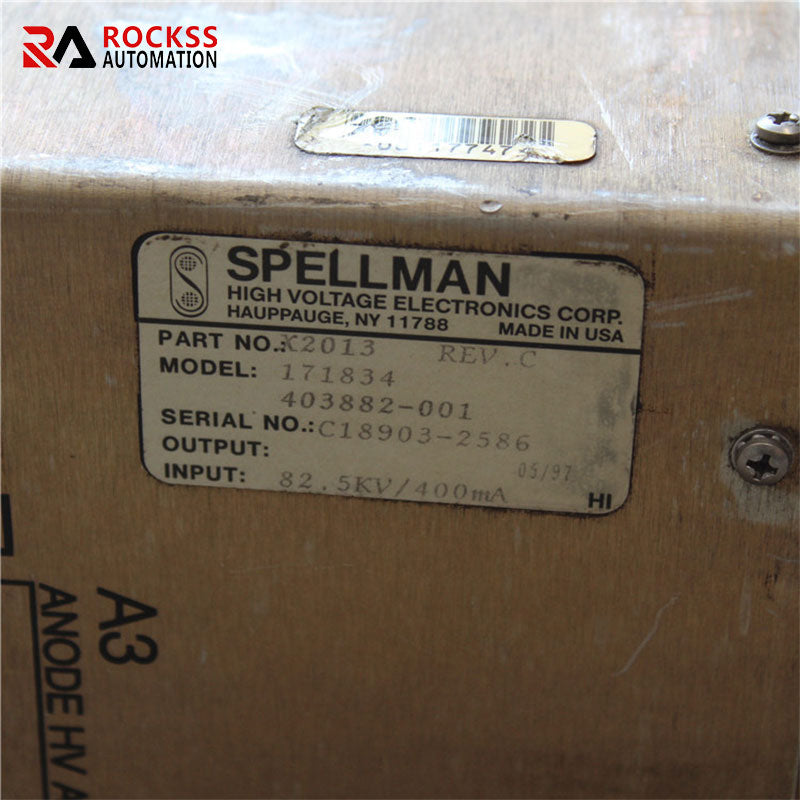 RA ROCKSS
AUTOMATION
7747
SPELLMAN
HIGH VOLTAGE ELECTRONICS CORP.
HAUPPAUGE, NY 11788 MADE IN USA
PART NO.: X2013 REV.C
MODEL: 171834
403882-001
SERIAL NO.: C18903-2586
OUTPUT:
INPUT: 82.5KV/400mA 05/97
HI
A3
ANODE HV A